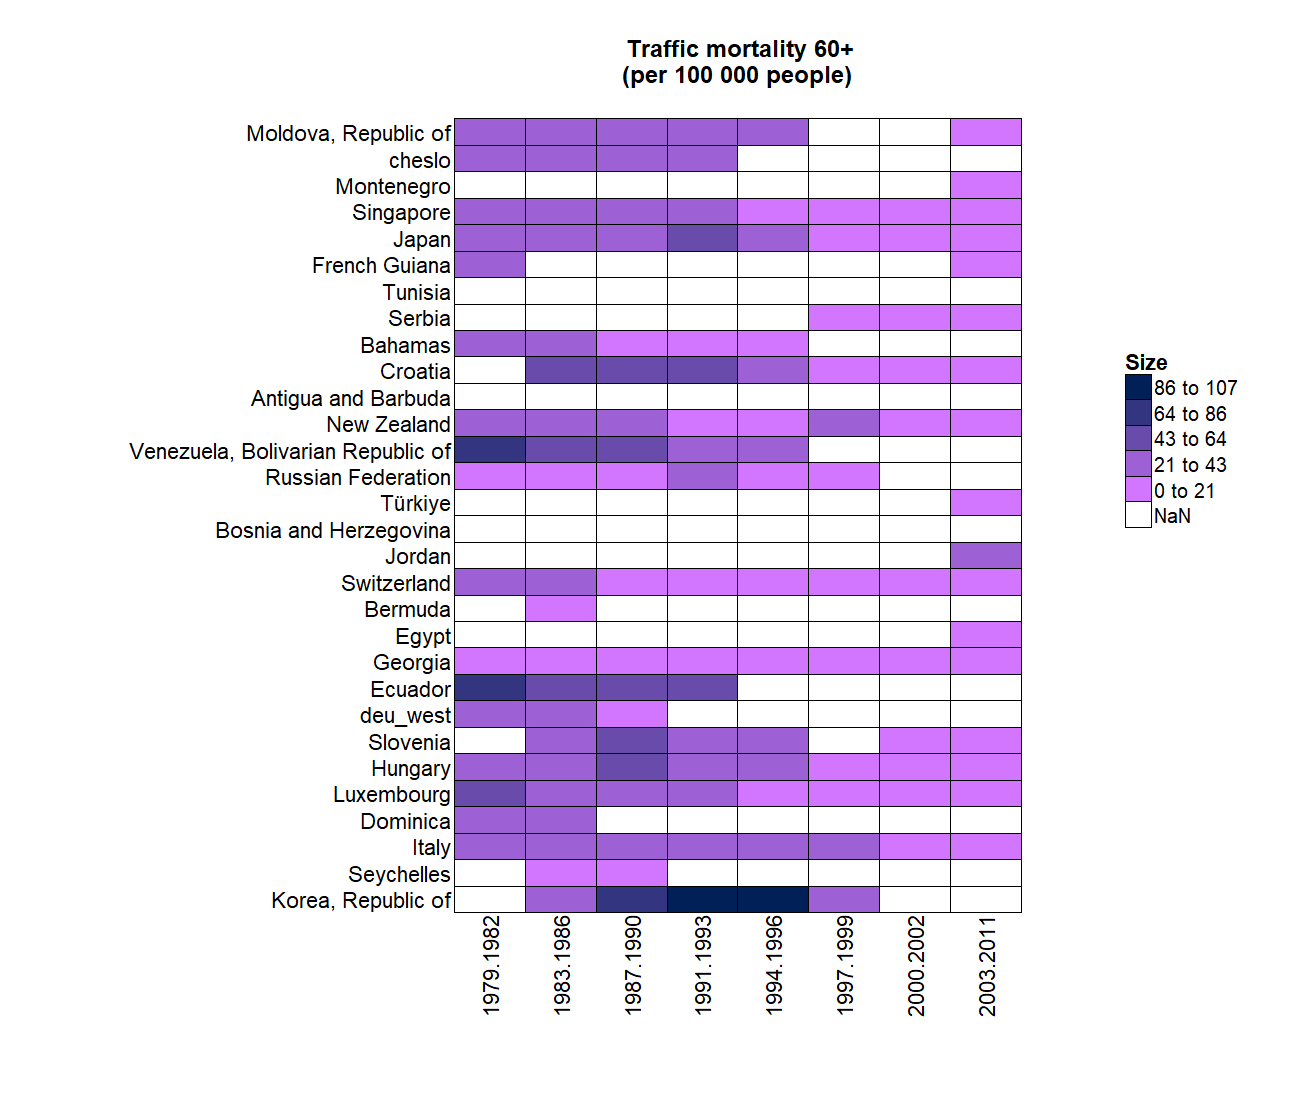 Traffic mortality 60+
(per 100 000 people)
Moldova, Republic of
cheslo
Montenegro
Singapore
Japan
French Guiana
Tunisia
Serbia
Bahamas
Croatia
Antigua and Barbuda
New Zealand
Venezuela, Bolivarian Republic of
Russian Federation
Türkiye
Bosnia and Herzegovina
Jordan
Switzerland
Bermuda
Egypt
Georgia
Ecuador
deu_west
Slovenia
Hungary
Luxembourg
Dominica
Italy
Seychelles
Korea, Republic of
1979.1982
1983.1986
1987.1990
1991.1993
1994.1996
1997.1999
2000.2002
2003.2011
Size
86 to 107
64 to 86
43 to 64
21 to 43
0 to 21
NaN